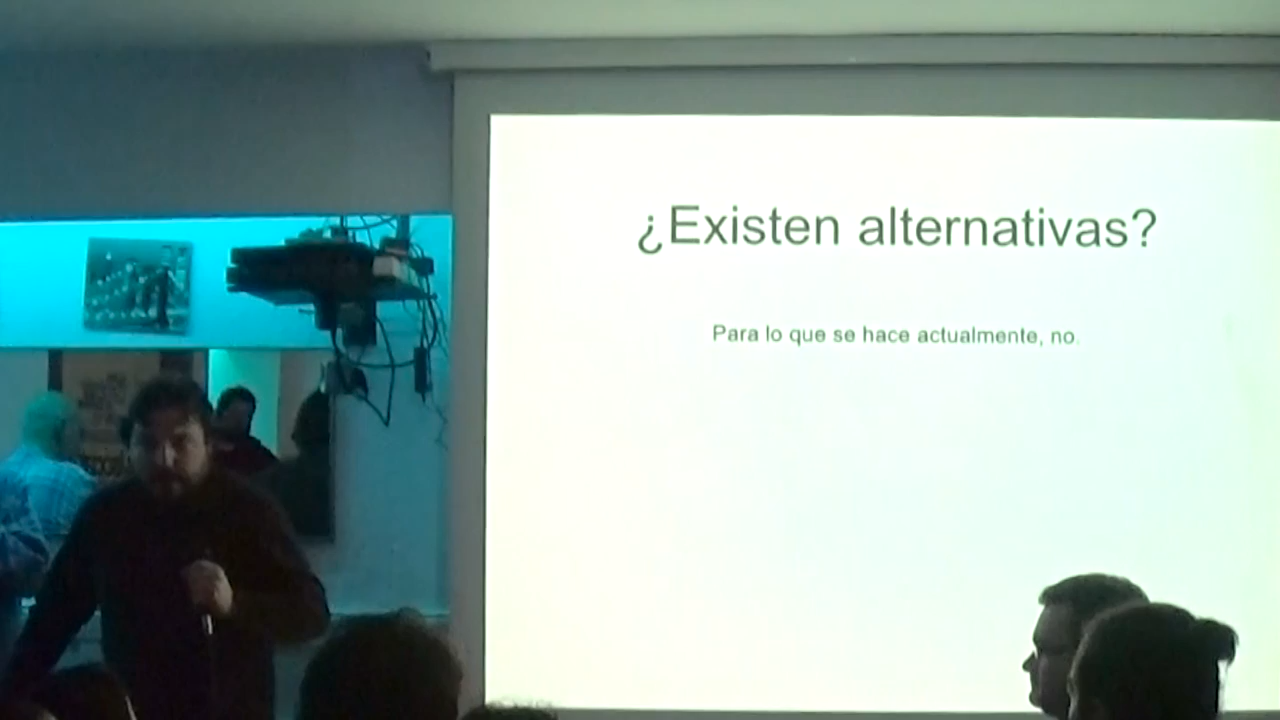 ¿Existen alternativas?
Para lo que se hace actualmente, no.